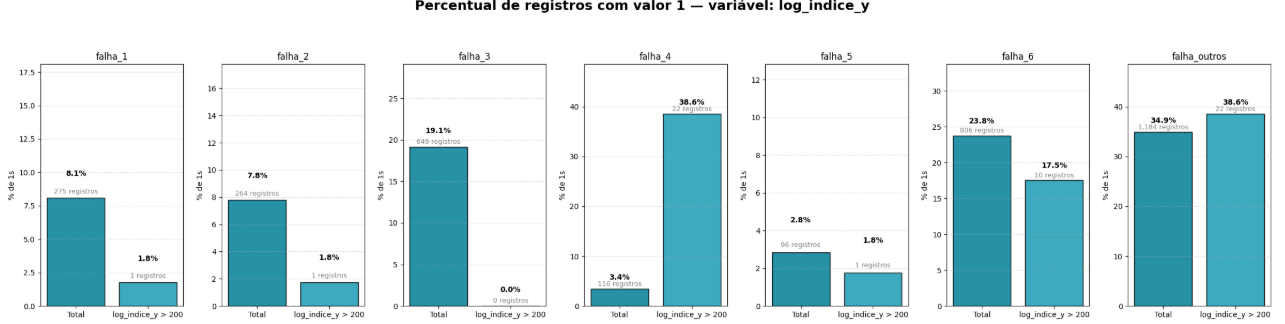 Percentual de registros com valor 1 — variável: log_indice_y
falha_1
% de 1s
17.5
15.0
12.5
10.0
7.5
5.0
2.5
0.0
8.1%
275 registros
1.8%
1 registros
Total
log_indice_y > 200
falha_2
% de 1s
16
14
12
10
8
6
4
2
0
7.8%
264 registros
1.8%
1 registros
Total
log_indice_y > 200
falha_3
% de 1s
25
20
15
10
5
0
19.1%
649 registros
0.0%
0 registros
Total
log_indice_y > 200
falha_4
% de 1s
40
30
20
10
0
3.4%
116 registros
38.6%
22 registros
Total
log_indice_y > 200
falha_5
% de 1s
12
10
8
6
4
2
0
2.8%
96 registros
1.8%
1 registros
Total
log_indice_y > 200
falha_6
% de 1s
30
25
20
15
10
5
0
23.8%
806 registros
17.5%
10 registros
Total
log_indice_y > 200
falha_outros
% de 1s
40
30
20
10
0
34.9%
1,184 registros
38.6%
22 registros
Total
log_indice_y > 200